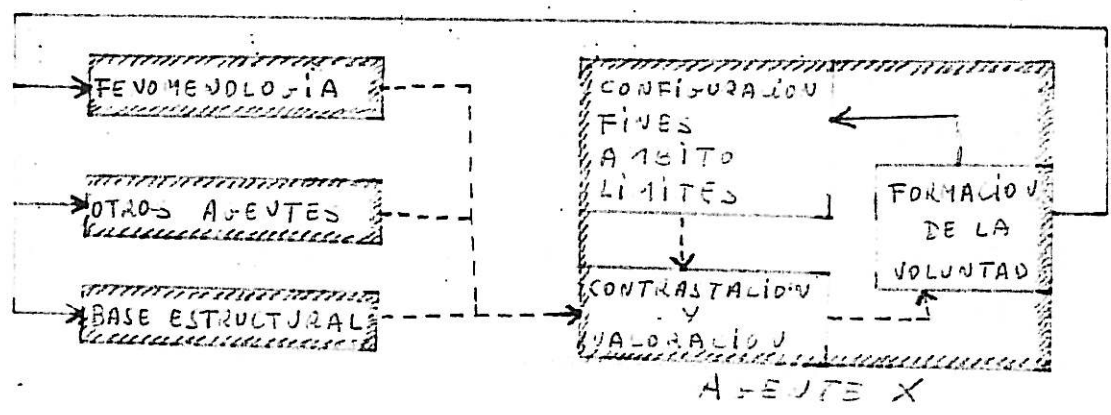 FENOMENOLOGIA
OTROS AGENTES
BASE ESTRUCTURAL
CONFIGURACION
FINES
AMBITO
LIMITES
FORMACION
DE LA
VOLUNTAD
CONTRASTACION
Y
VALORACION
AGENTE X